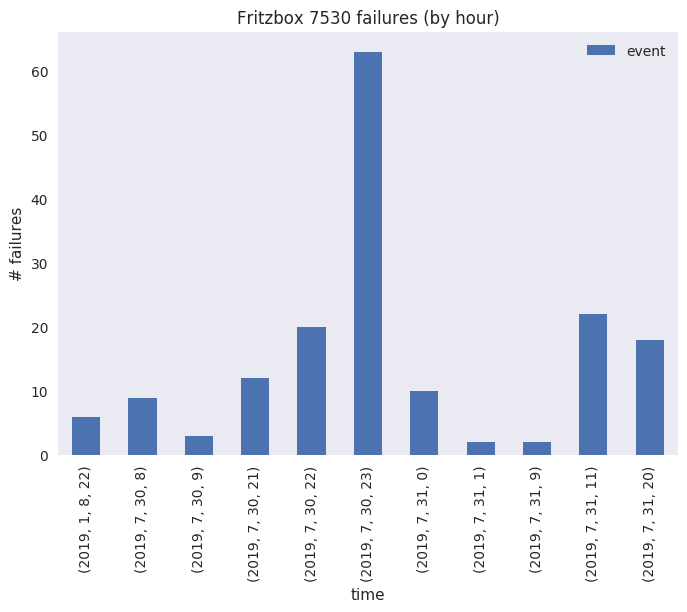 Fritzbox 7530 failures (by hour)
event
# failures
60
50
40
30
20
10
0
(2019, 1, 8, 22)
(2019, 7, 30, 8)
(2019, 7, 30, 9)
(2019, 7, 30, 21)
(2019, 7, 30, 22)
(2019, 7, 30, 23)
(2019, 7, 31, 0)
(2019, 7, 31, 1)
(2019, 7, 31, 9)
(2019, 7, 31, 11)
(2019, 7, 31, 20)
time